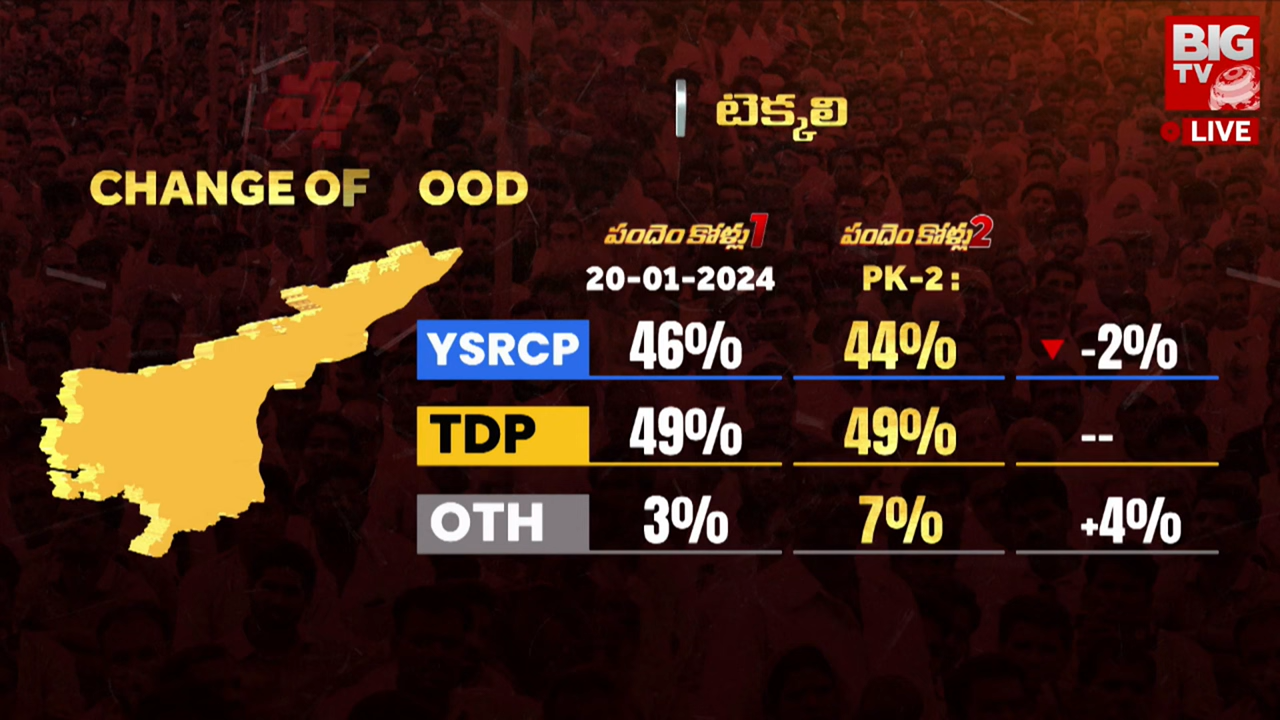 BIG
TV
LIVE
టెక్కలి
CHANGE OF OOD
పందెం కోళ్లు 1 పందెం కోళ్లు 2
20-01-2024 PK-2 :
YSRCP 46% 44% -2%
TDP 49% 49% --
OTH 3% 7% +4%